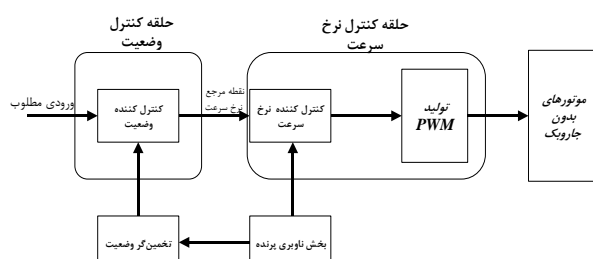 حلقه کنترل
وضعیت
حلقه کنترل نرخ
سرعت
ورودی مطلوب
کنترل کننده
وضعیت
نقطه مرجع
نرخ سرعت
کنترل کننده نرخ
سرعت
تولید
PWM
موتورهای
بدون
جاروبک
تخمین‌گر وضعیت
بخش ناوبری پرنده